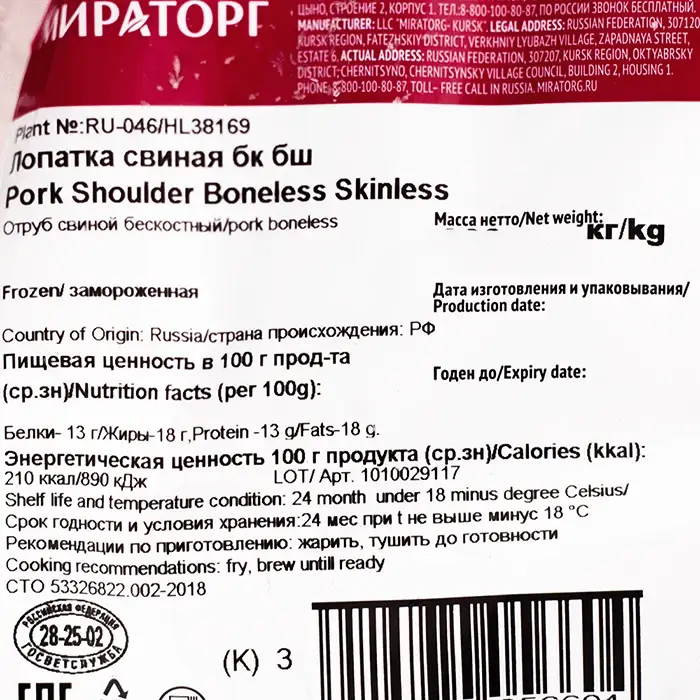 МИРАТОРГ
ЦЫНО, СТРОЕНИЕ 2, КОРПУС 1. ТЕЛ.:8-800-100-80-87, ПО РОССИИ ЗВОНОК БЕСПЛАТНЫЙ.
MANUFACTURER: LLC "MIRATORG- KURSK". LEGAL ADDRESS: RUSSIAN FEDERATION, 307120,
KURSK REGION, FATEZHSKIY DISTRICT, VERKHNIY LYUBAZH VILLAGE, ZAPADNAYA STREET,
ESTATE 6. ACTUAL ADDRESS: RUSSIAN FEDERATION, 307207, KURSK REGION, OKTYABRSKY
DISTRICT, CHERNITSYNO, CHERNITSYNSKY VILLAGE COUNCIL, BUILDING 2, HOUSING 1.
PHONE: 8-800-100-80-87, TOLL- FREE CALL IN RUSSIA. MIRATORG.RU
Plant №:RU-046/HL38169
Лопатка свиная бк бш
Pork Shoulder Boneless Skinless
Отруб свиной бескостный/pork boneless
Масса нетто/Net weight:
кг/kg
Frozen/ замороженная
Дата изготовления и упаковывания/
Production date:
Country of Origin: Russia/страна происхождения: РФ
Пищевая ценность в 100 г прод-та
(ср.зн)/Nutrition facts (per 100g):
Годен до/Expiry date:
Белки- 13 г/Жиры-18 г,Protein -13 g/Fats-18 g.
Энергетическая ценность 100 г продукта (ср.зн)/Calories (kkal):
210 ккал/890 кДж
LOT/ Арт. 1010029117
Shelf life and temperature condition: 24 month under 18 minus degree Celsius/
Срок годности и условия хранения:24 мес при t не выше минус 18 °C
Рекомендации по приготовлению: жарить, тушить до готовности
Cooking recommendations: fry, brew untill ready
СТО 53326822.002-2018
РОССИЙСКАЯ ФЕДЕРАЦИЯ
28-25-02
ГОСВЕТСЛУЖБА
(К) 3